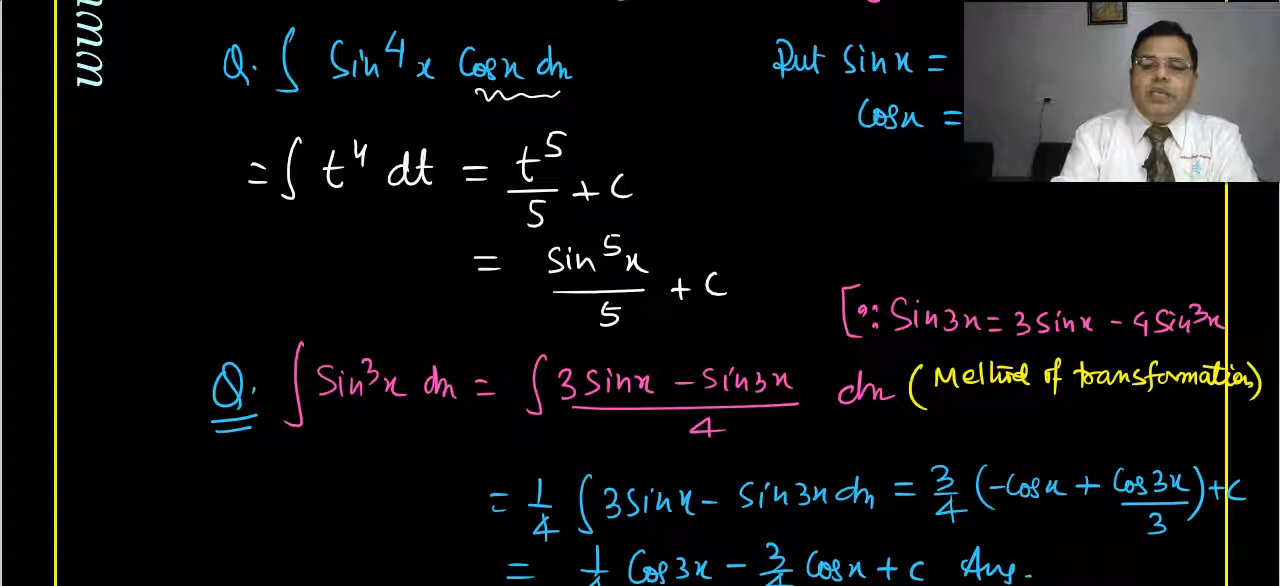 www
Q. ∫ Sin⁴x Cosx dx
Put Sinx =
Cosx =
= ∫ t⁴ dt = t⁵/5 + C
= Sin⁵x/5 + C
[∵ Sin3x = 3Sinx - 4Sin³x
Q. ∫ Sin³x dx = ∫ (3Sinx - Sin3x)/4 dx (Method of transformation)
= 1/4 ∫ 3Sinx - Sin3x dx = 3/4 (-Cosx + Cos3x/3) + C
Cos3x - 3/4 Cosx + C Ans.